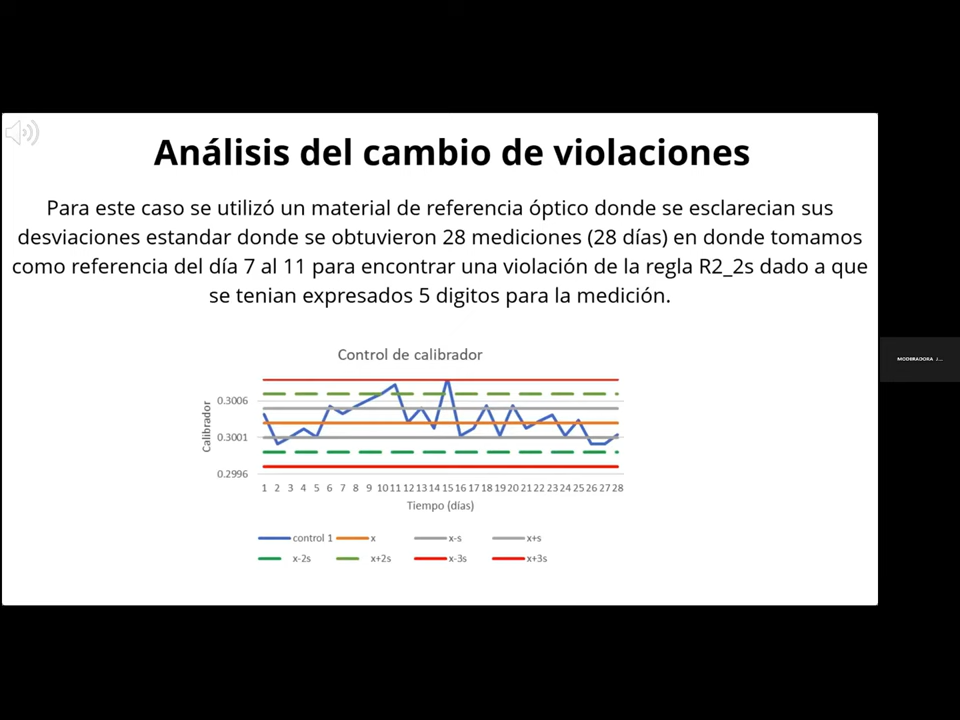 Análisis del cambio de violaciones
Para este caso se utilizó un material de referencia óptico donde se esclarecian sus
desviaciones estandar donde se obtuvieron 28 mediciones (28 días) en donde tomamos
como referencia del día 7 al 11 para encontrar una violación de la regla R2_2s dado a que
se tenian expresados 5 digitos para la medición.
Control de calibrador
0.3006
0.3001
0.2996
Calibrador
1 2 3 4 5 6 7 8 9 10 11 12 13 14 15 16 17 18 19 20 21 22 23 24 25 26 27 28
Tiempo (días)
control 1 x x-s x+s
x-2s x+2s x-3s x+3s
MODERADORA J...